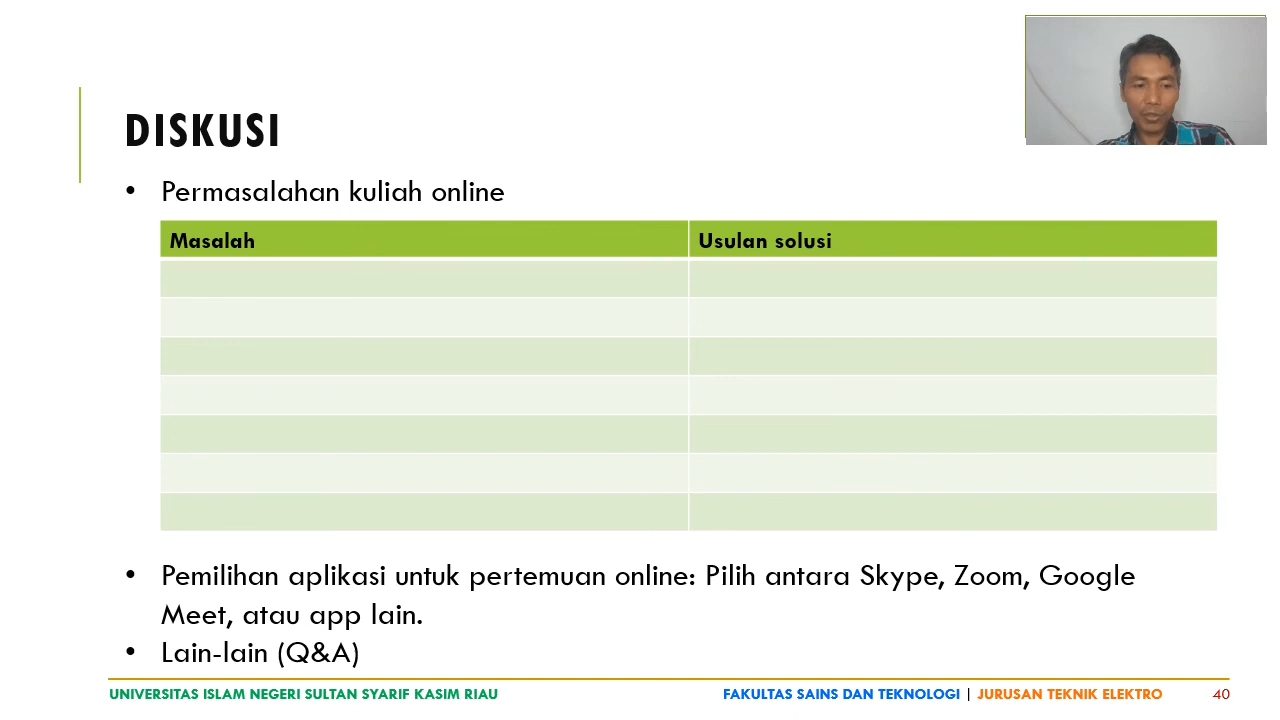 DISKUSI
• Permasalahan kuliah online
Masalah Usulan solusi
• Pemilihan aplikasi untuk pertemuan online: Pilih antara Skype, Zoom, Google
Meet, atau app lain.
• Lain-lain (Q&A)
UNIVERSITAS ISLAM NEGERI SULTAN SYARIF KASIM RIAU FAKULTAS SAINS DAN TEKNOLOGI | JURUSAN TEKNIK ELEKTRO 40